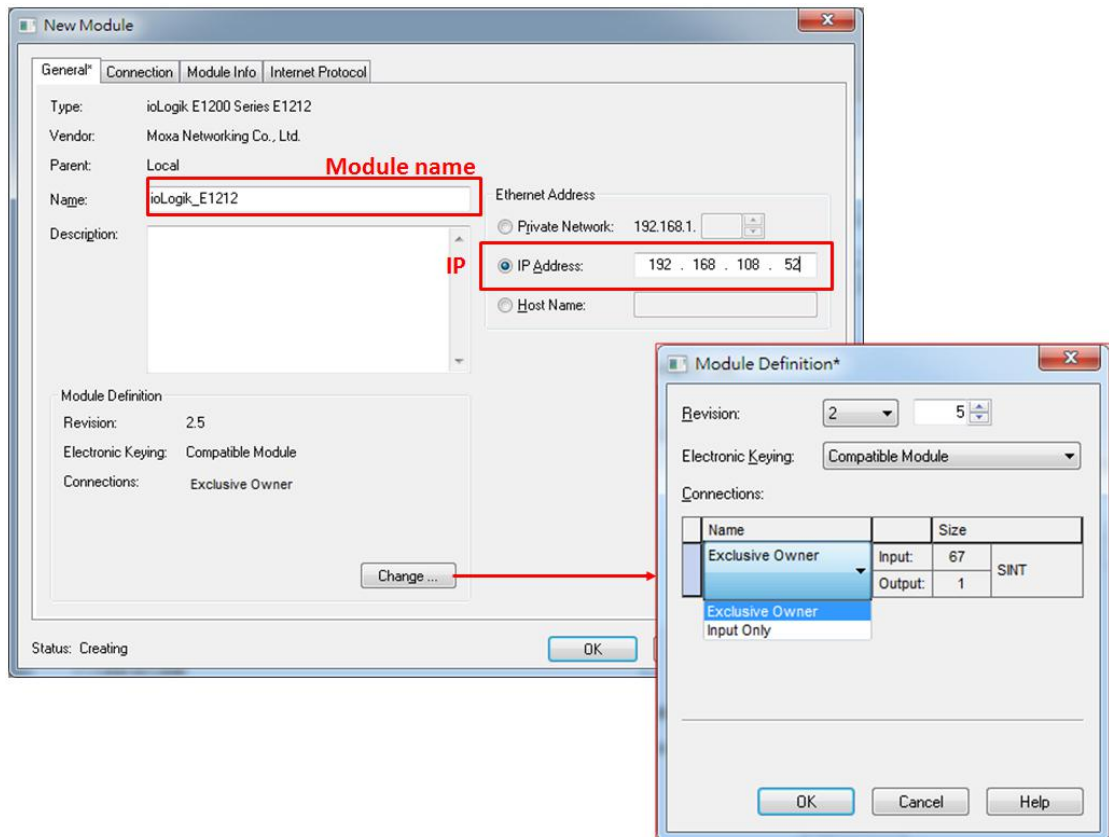 New Module
General* Connection Module Info Internet Protocol
Type: ioLogik E1200 Series E1212
Vendor: Moxa Networking Co., Ltd.
Parent: Local
Module name
Name: ioLogik_E1212
Description:
Ethernet Address
Private Network: 192.168.1.
IP
IP Address: 192 . 168 . 108 . 52
Host Name:
Module Definition
Revision: 2.5
Electronic Keying: Compatible Module
Connections: Exclusive Owner
Change ...
Status: Creating
OK
Module Definition*
Revision: 2 5
Electronic Keying: Compatible Module
Connections:
Name Size
Exclusive Owner Input: 67 SINT
Output: 1
Exclusive Owner
Input Only
OK Cancel Help